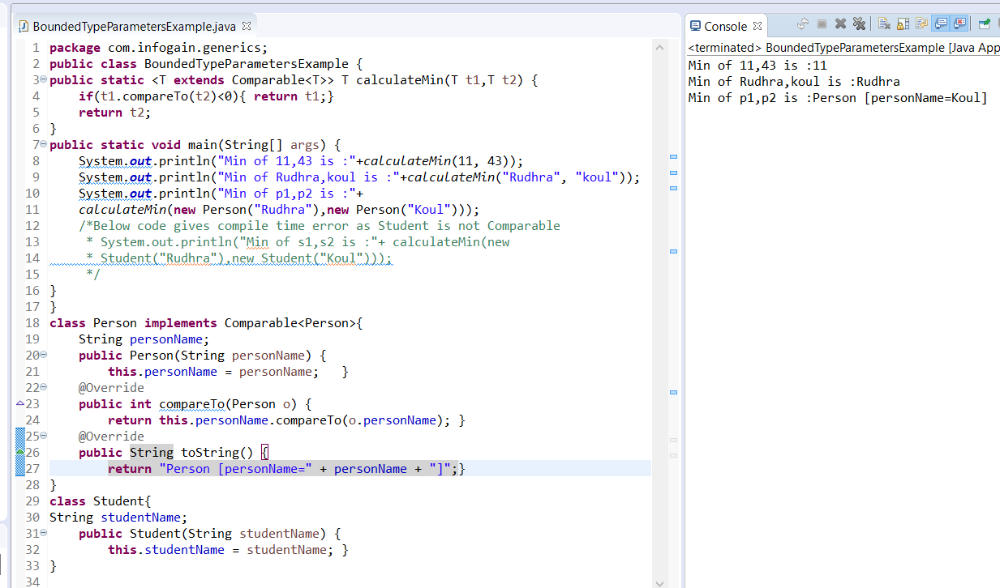 BoundedTypeParametersExample.java
1 package com.infogain.generics;
2 public class BoundedTypeParametersExample {
3 public static <T extends Comparable<T>> T calculateMin(T t1,T t2) {
4 if(t1.compareTo(t2)<0){ return t1;}
5 return t2;
6 }
7 public static void main(String[] args) {
8 System.out.println("Min of 11,43 is :"+calculateMin(11, 43));
9 System.out.println("Min of Rudhra,koul is :"+calculateMin("Rudhra", "koul"));
10 System.out.println("Min of p1,p2 is :"+
11 calculateMin(new Person("Rudhra"),new Person("Koul")));
12 /*Below code gives compile time error as Student is not Comparable
13 * System.out.println("Min of s1,s2 is :"+ calculateMin(new
14 * Student("Rudhra"),new Student("Koul")));
15 */
16 }
17 }
18 class Person implements Comparable<Person>{
19 String personName;
20 public Person(String personName) {
21 this.personName = personName; }
22 @Override
23 public int compareTo(Person o) {
24 return this.personName.compareTo(o.personName); }
25 @Override
26 public String toString() {
27 return "Person [personName=" + personName + "]";}
28 }
29 class Student{
30 String studentName;
31 public Student(String studentName) {
32 this.studentName = studentName; }
33 }
34
Console
<terminated> BoundedTypeParametersExample [Java App
Min of 11,43 is :11
Min of Rudhra,koul is :Rudhra
Min of p1,p2 is :Person [personName=Koul]